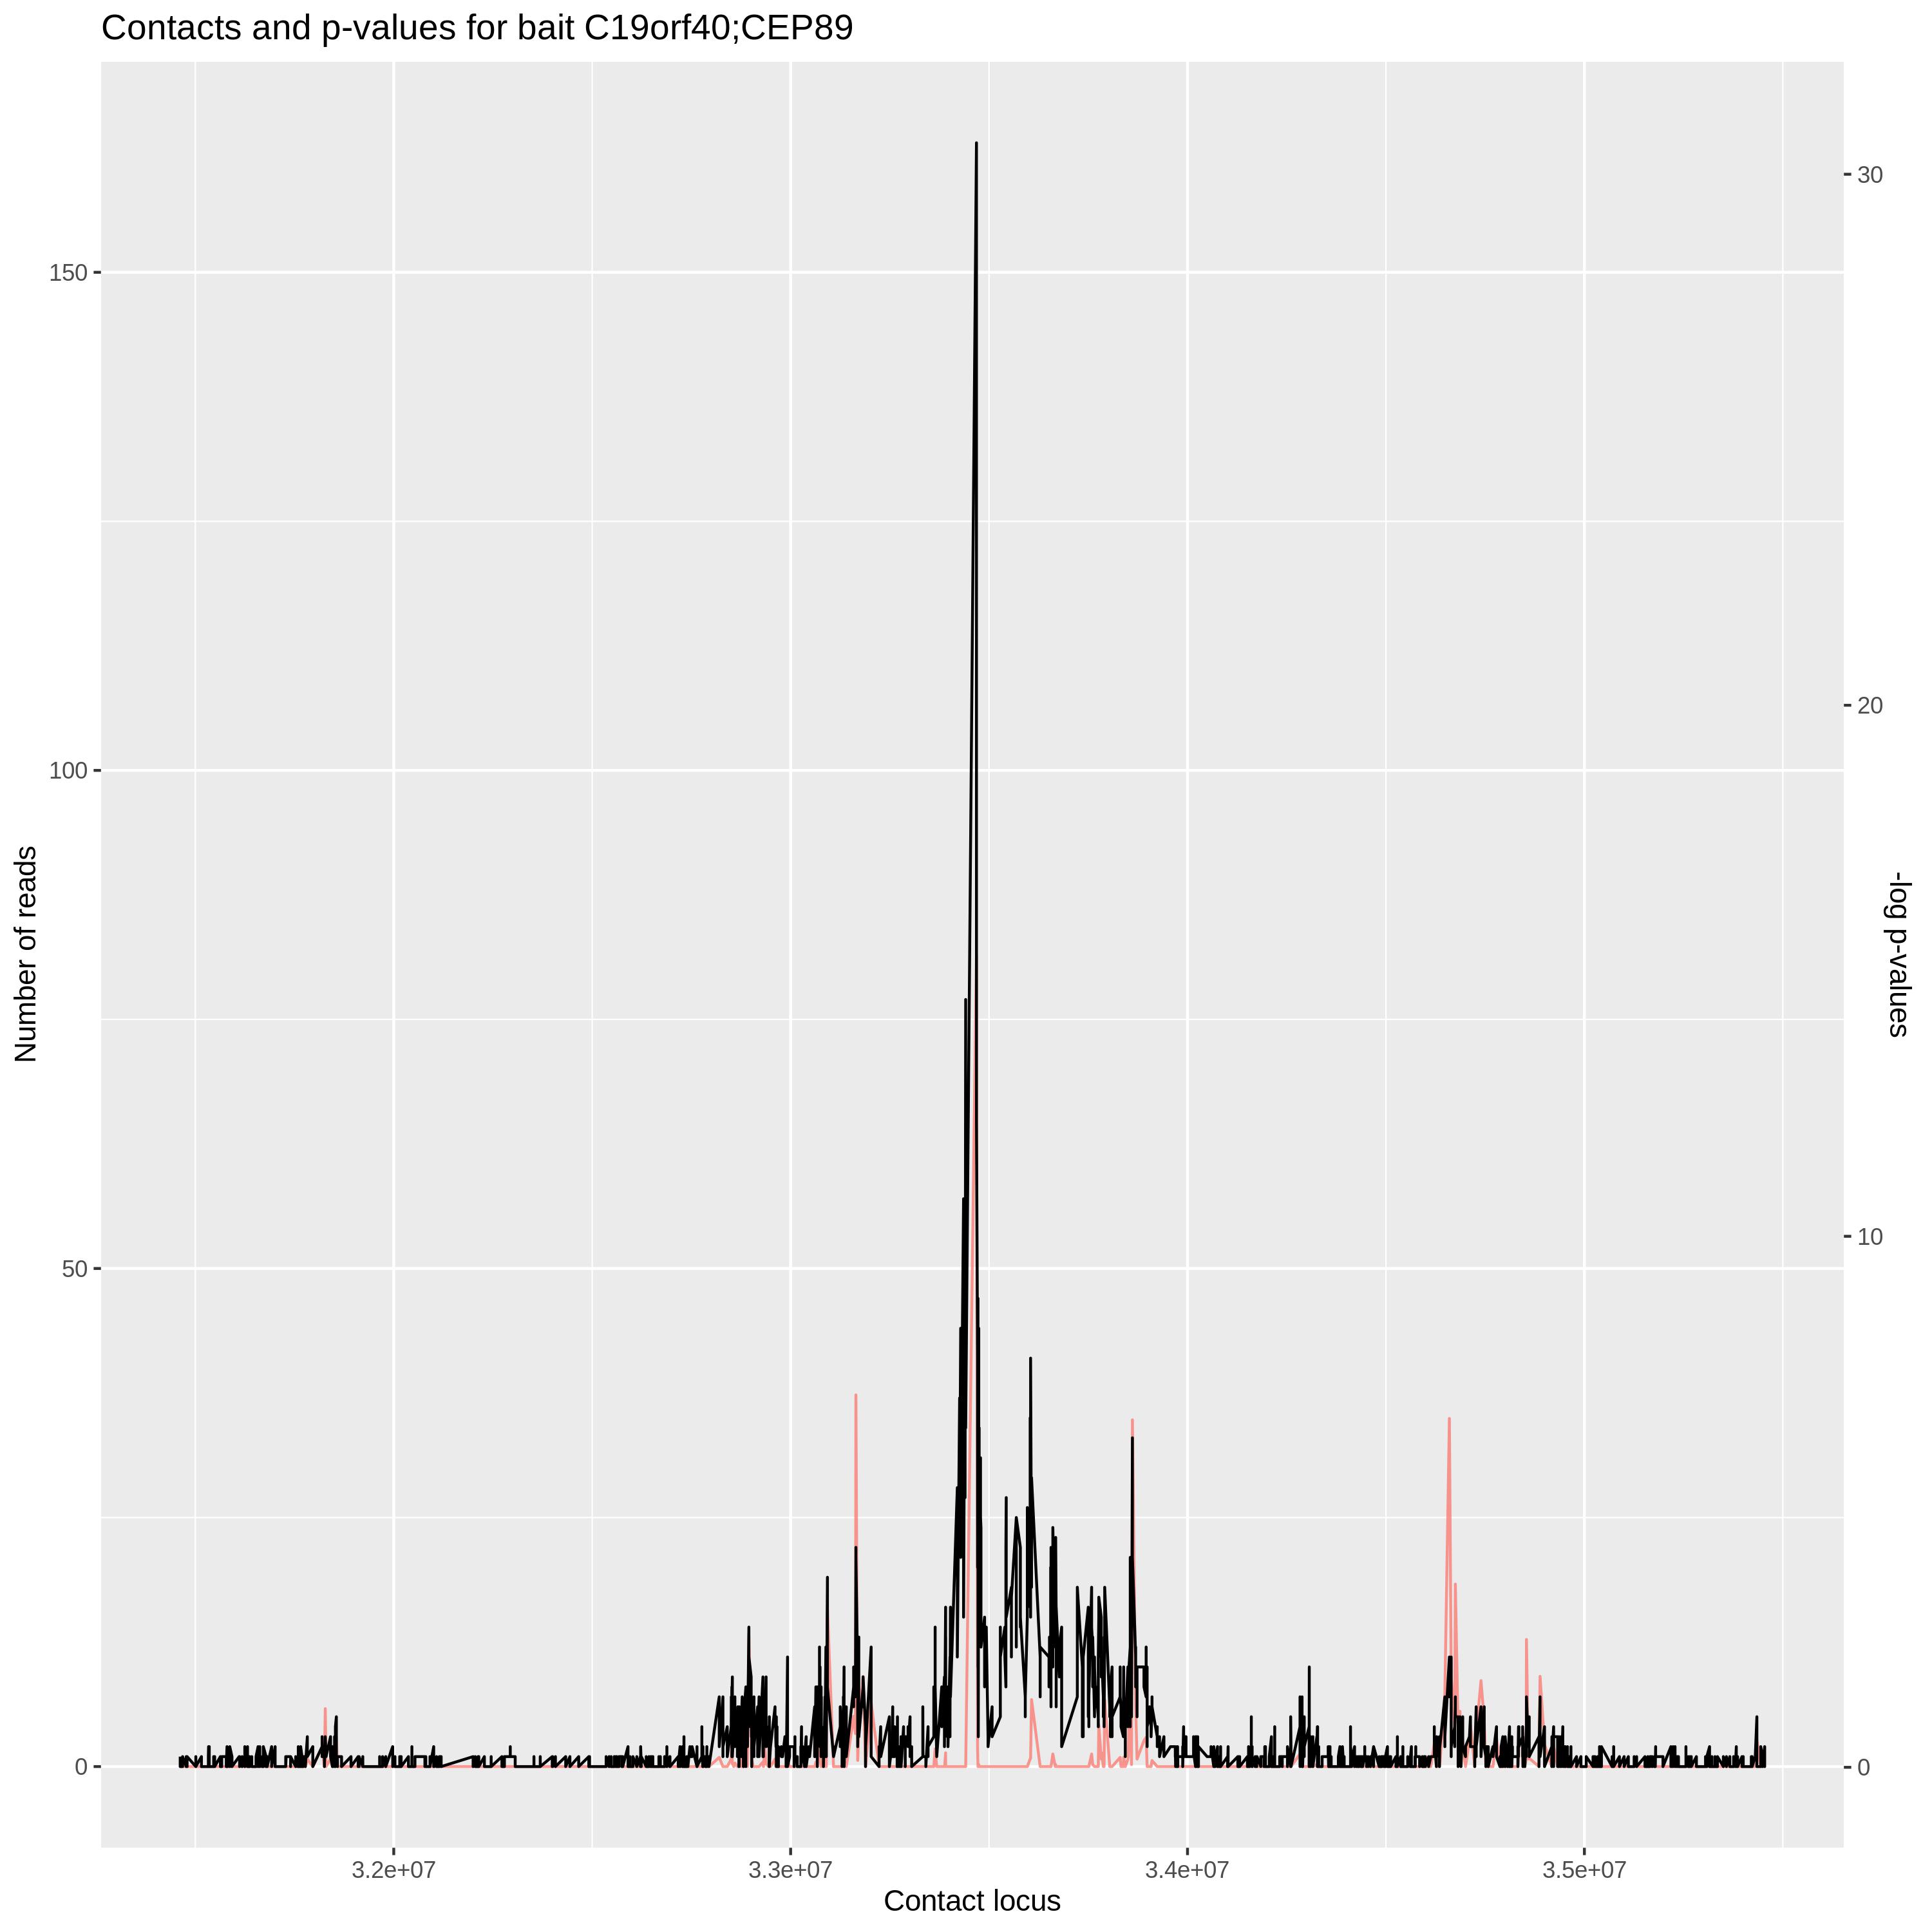 Contacts and p-values for bait C19orf40;CEP89
150
100
50
0
Number of reads
30
20
10
0
-log p-values
3.2e+07
3.3e+07
3.4e+07
3.5e+07
Contact locus